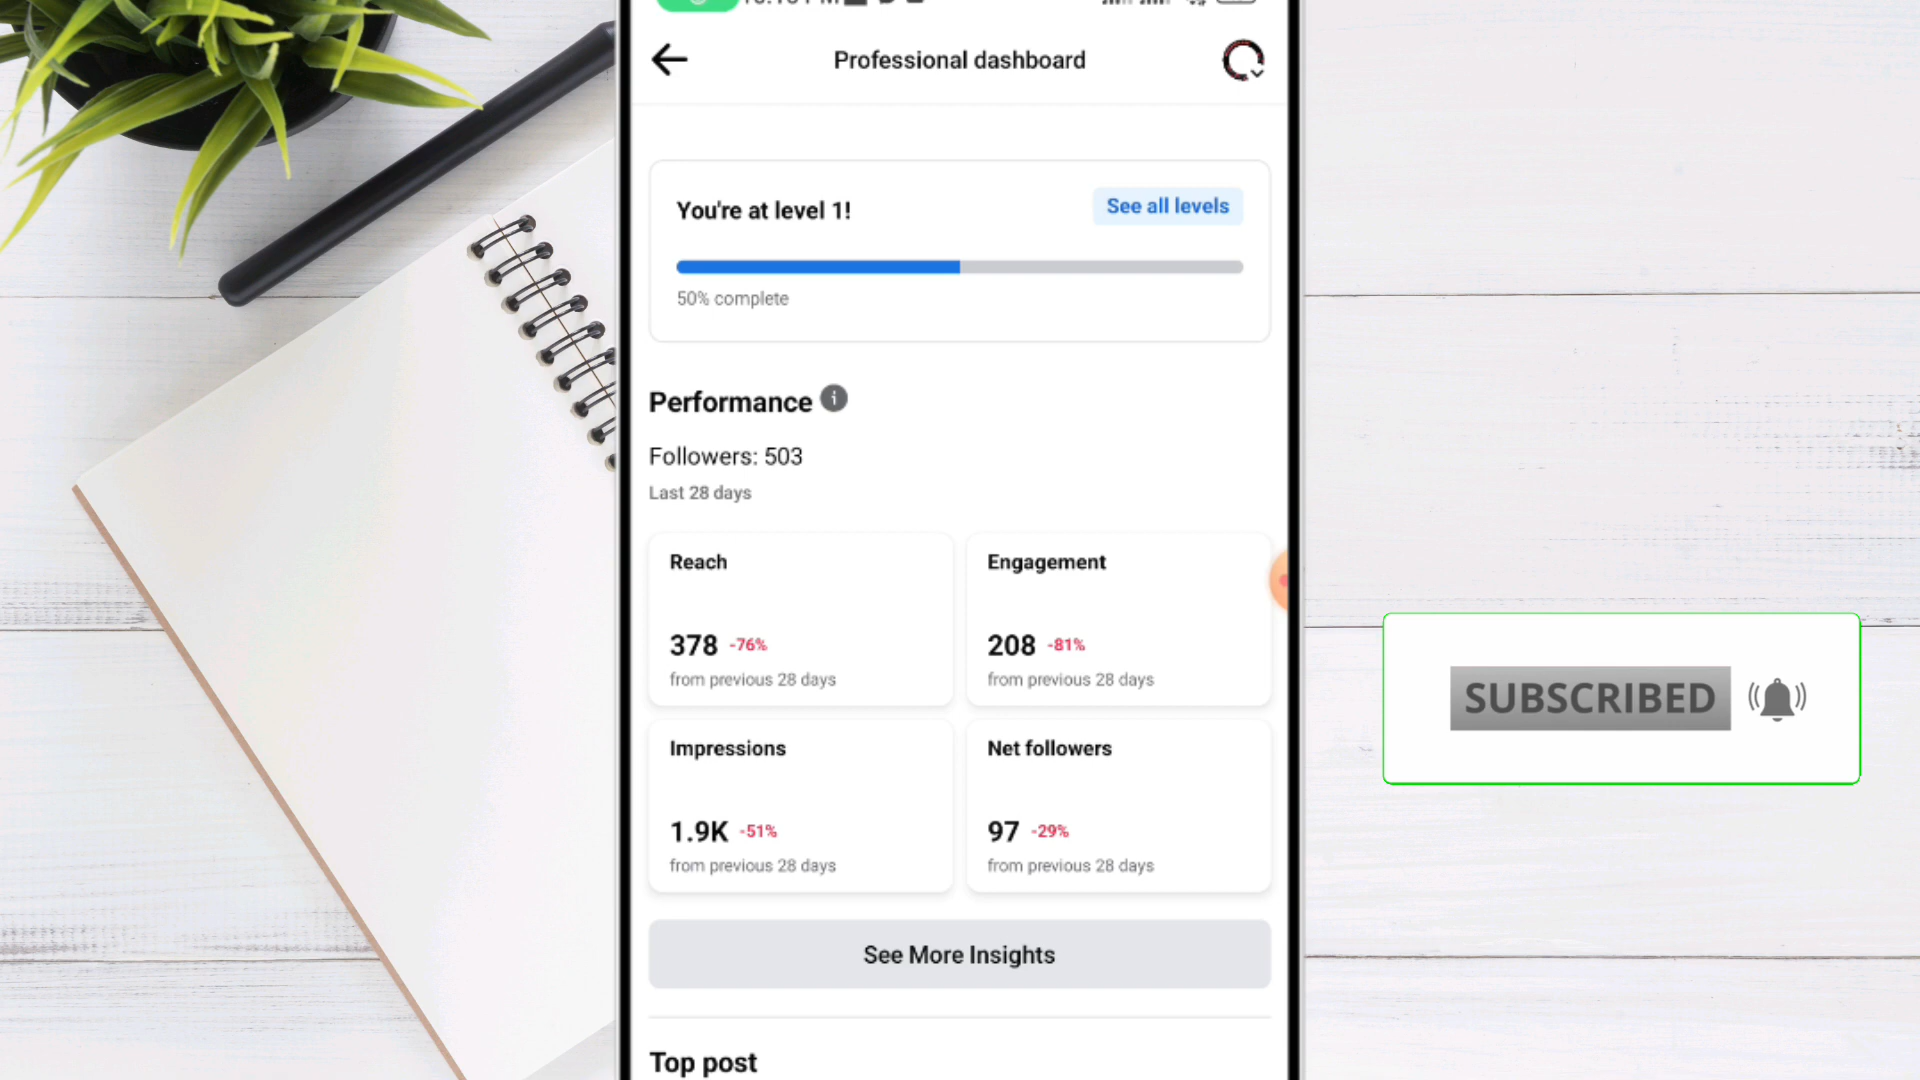 Professional dashboard
You're at level 1!
See all levels
50% complete
Performance
Followers: 503
Last 28 days
Reach
378 -76%
from previous 28 days
Engagement
208 -81%
from previous 28 days
Impressions
1.9K -51%
from previous 28 days
Net followers
97 -29%
from previous 28 days
See More Insights
Top post
SUBSCRIBED